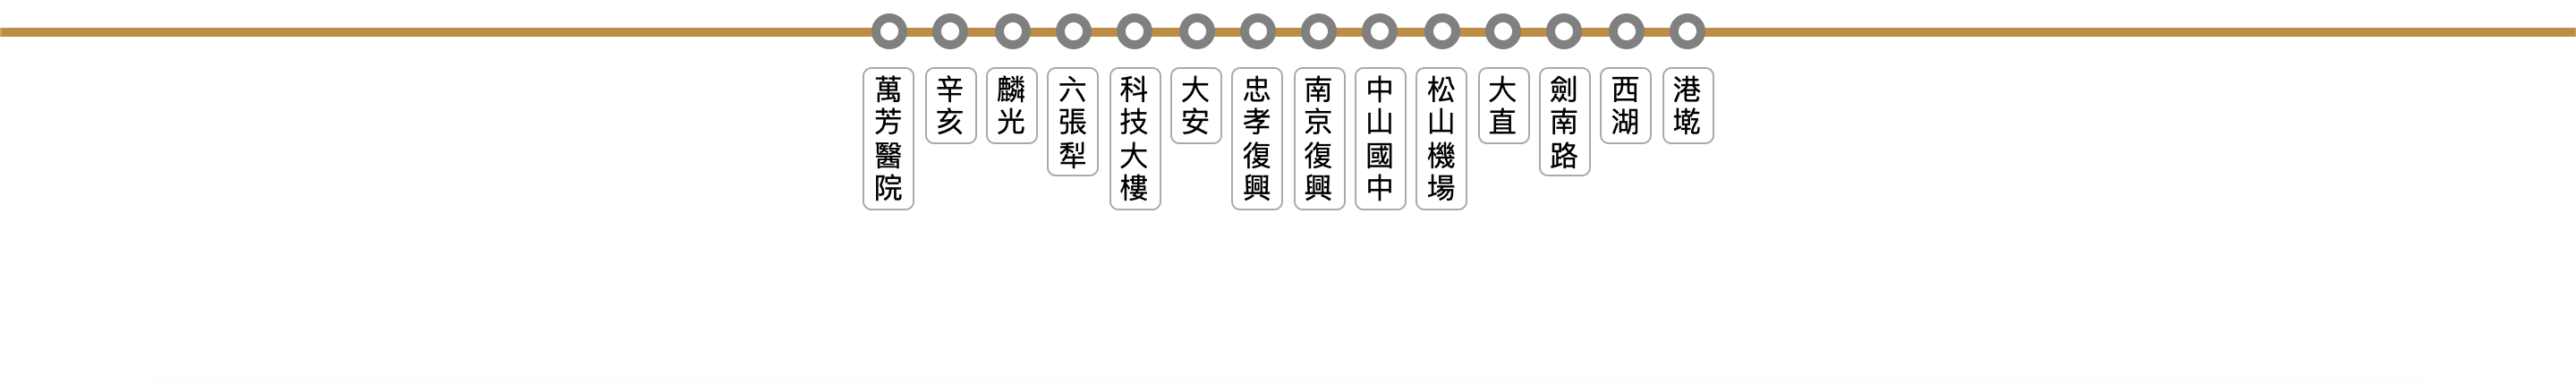 萬芳醫院
辛亥
麟光
六張犁
科技大樓
大安
忠孝復興
南京復興
中山國中
松山機場
大直
劍南路
西湖
港墘